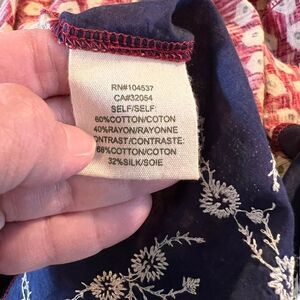 RN#104537
CA#32054
SELF/SELF:
60%COTTON/COTON
40%RAYON/RAYONNE
ONTRAST/CONTRASTE:
68%COTTON/COTON
32%SILK/SOIE